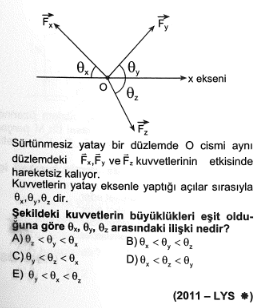 F⃗x
F⃗y
θx
θy
O
x ekseni
θz
F⃗z
Sürtünmesiz yatay bir düzlemde O cismi aynı
düzlemdeki F⃗x,F⃗y ve F⃗z kuvvetlerinin etkisinde
hareketsiz kalıyor.
Kuvvetlerin yatay eksenle yaptığı açılar sırasıyla
θx,θy,θz dir.
Şekildeki kuvvetlerin büyüklükleri eşit oldu-
ğuna göre θx, θy, θz arasındaki ilişki nedir?
A) θz < θy < θx
B) θx < θy < θz
C) θy < θz < θx
D) θx < θz < θy
E) θy < θx < θz
(2011 – LYS)